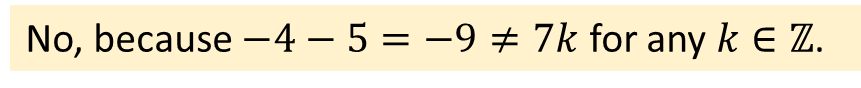 No, because −4 − 5 = −9 ≠ 7k for any k ∈ ℤ.